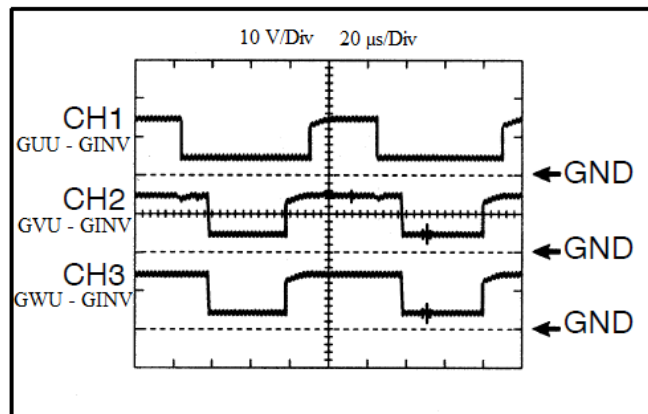 10 V/Div 20 µs/Div
CH1
GUU - GINV
GND
CH2
GVU - GINV
GND
CH3
GWU - GINV
GND